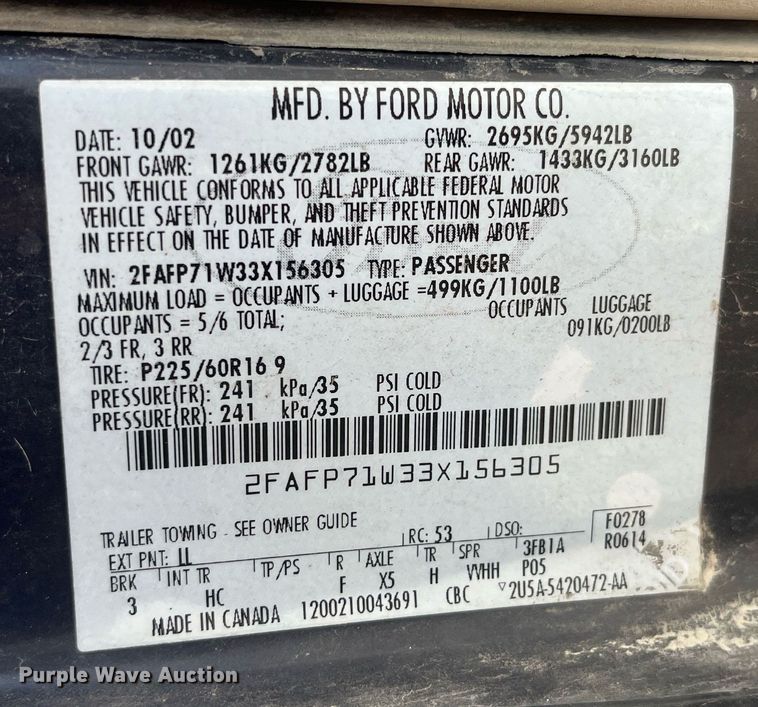 MFD. BY FORD MOTOR CO.
DATE: 10/02 GVWR: 2695KG/5942LB
FRONT GAWR: 1261KG/2782LB REAR GAWR: 1433KG/3160LB
THIS VEHICLE CONFORMS TO ALL APPLICABLE FEDERAL MOTOR
VEHICLE SAFETY, BUMPER, AND THEFT PREVENTION STANDARDS
IN EFFECT ON THE DATE OF MANUFACTURE SHOWN ABOVE.
VIN: 2FAFP71W33X156305 TYPE: PASSENGER
MAXIMUM LOAD = OCCUPANTS + LUGGAGE =499KG/1100LB
OCCUPANTS = 5/6 TOTAL; OCCUPANTS LUGGAGE
2/3 FR, 3 RR 091KG/0200LB
TIRE: P225/60R16 9
PRESSURE(FR): 241 kPa/35 PSI COLD
PRESSURE(RR): 241 kPa/35 PSI COLD
2FAFP71W33X156305
TRAILER TOWING - SEE OWNER GUIDE
EXT PNT: LL RC: 53 DSO: F0278
BRK INT TR TP/PS R AXLE TR SPR 3FB1A R0614
3 HC F X5 H VVHH P05
MADE IN CANADA 1200210043691 CBC ▽2U5A-5420472-AA
Purple Wave Auction